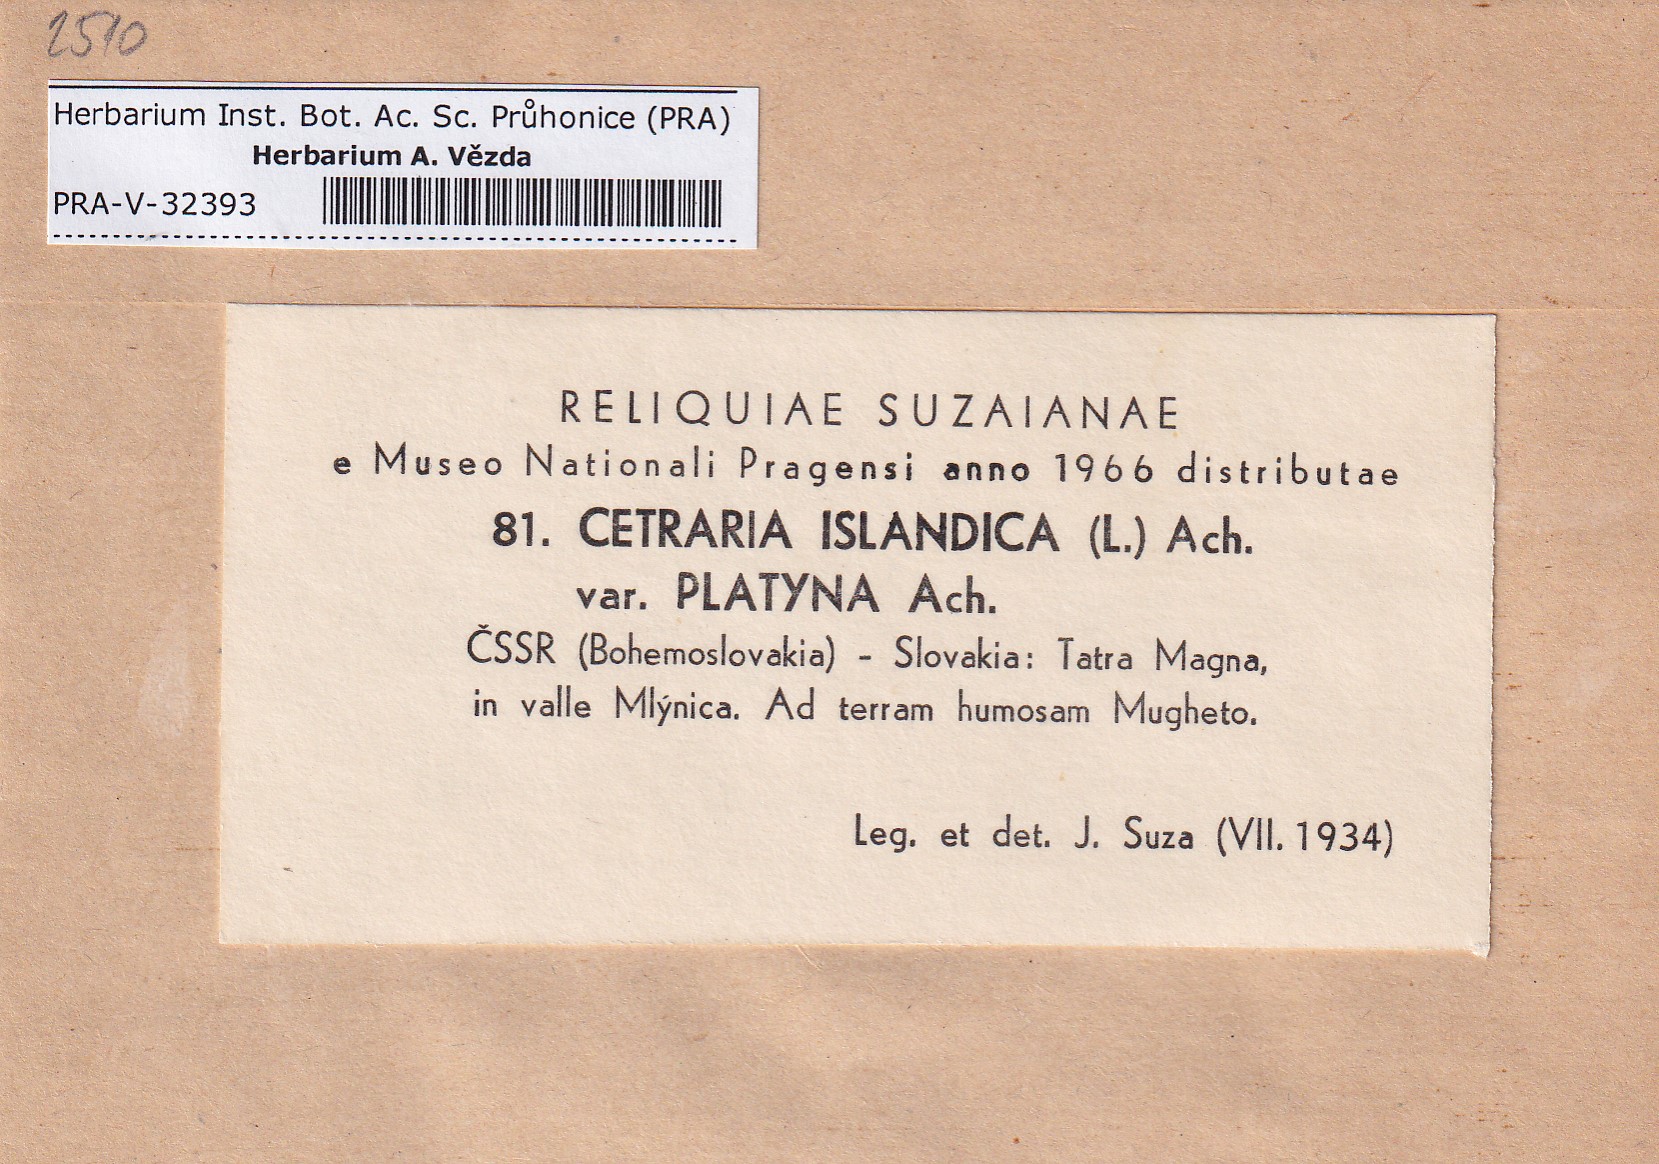 2510
Herbarium Inst. Bot. Ac. Sc. Průhonice (PRA)
Herbarium A. Vězda
PRA-V-32393
RELIQUIAE SUZAIANAE
e Museo Nationali Pragensi anno 1966 distributae
81. CETRARIA ISLANDICA (L.) Ach.
var. PLATYNA Ach.
ČSSR (Bohemoslovakia) - Slovakia: Tatra Magna,
in valle Mlýnica. Ad terram humosam Mugheto.
Leg. et det. J. Suza (VII. 1934)